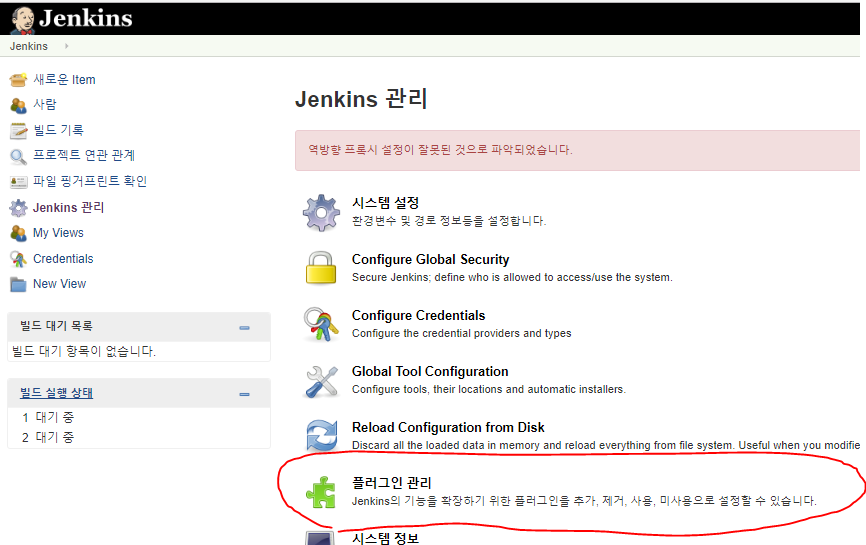 Jenkins
Jenkins
새로운 Item
사람
빌드 기록
프로젝트 연관 관계
파일 핑거프린트 확인
Jenkins 관리
My Views
Credentials
New View
빌드 대기 목록
빌드 대기 항목이 없습니다.
빌드 실행 상태
1 대기 중
2 대기 중
Jenkins 관리
역방향 프록시 설정이 잘못된 것으로 파악되었습니다.
시스템 설정
환경변수 및 경로 정보등을 설정합니다.
Configure Global Security
Secure Jenkins; define who is allowed to access/use the system.
Configure Credentials
Configure the credential providers and types
Global Tool Configuration
Configure tools, their locations and automatic installers.
Reload Configuration from Disk
Discard all the loaded data in memory and reload everything from file system. Useful when you modifie
플러그인 관리
Jenkins의 기능을 확장하기 위한 플러그인을 추가, 제거, 사용, 미사용으로 설정할 수 있습니다.
시스템 정보